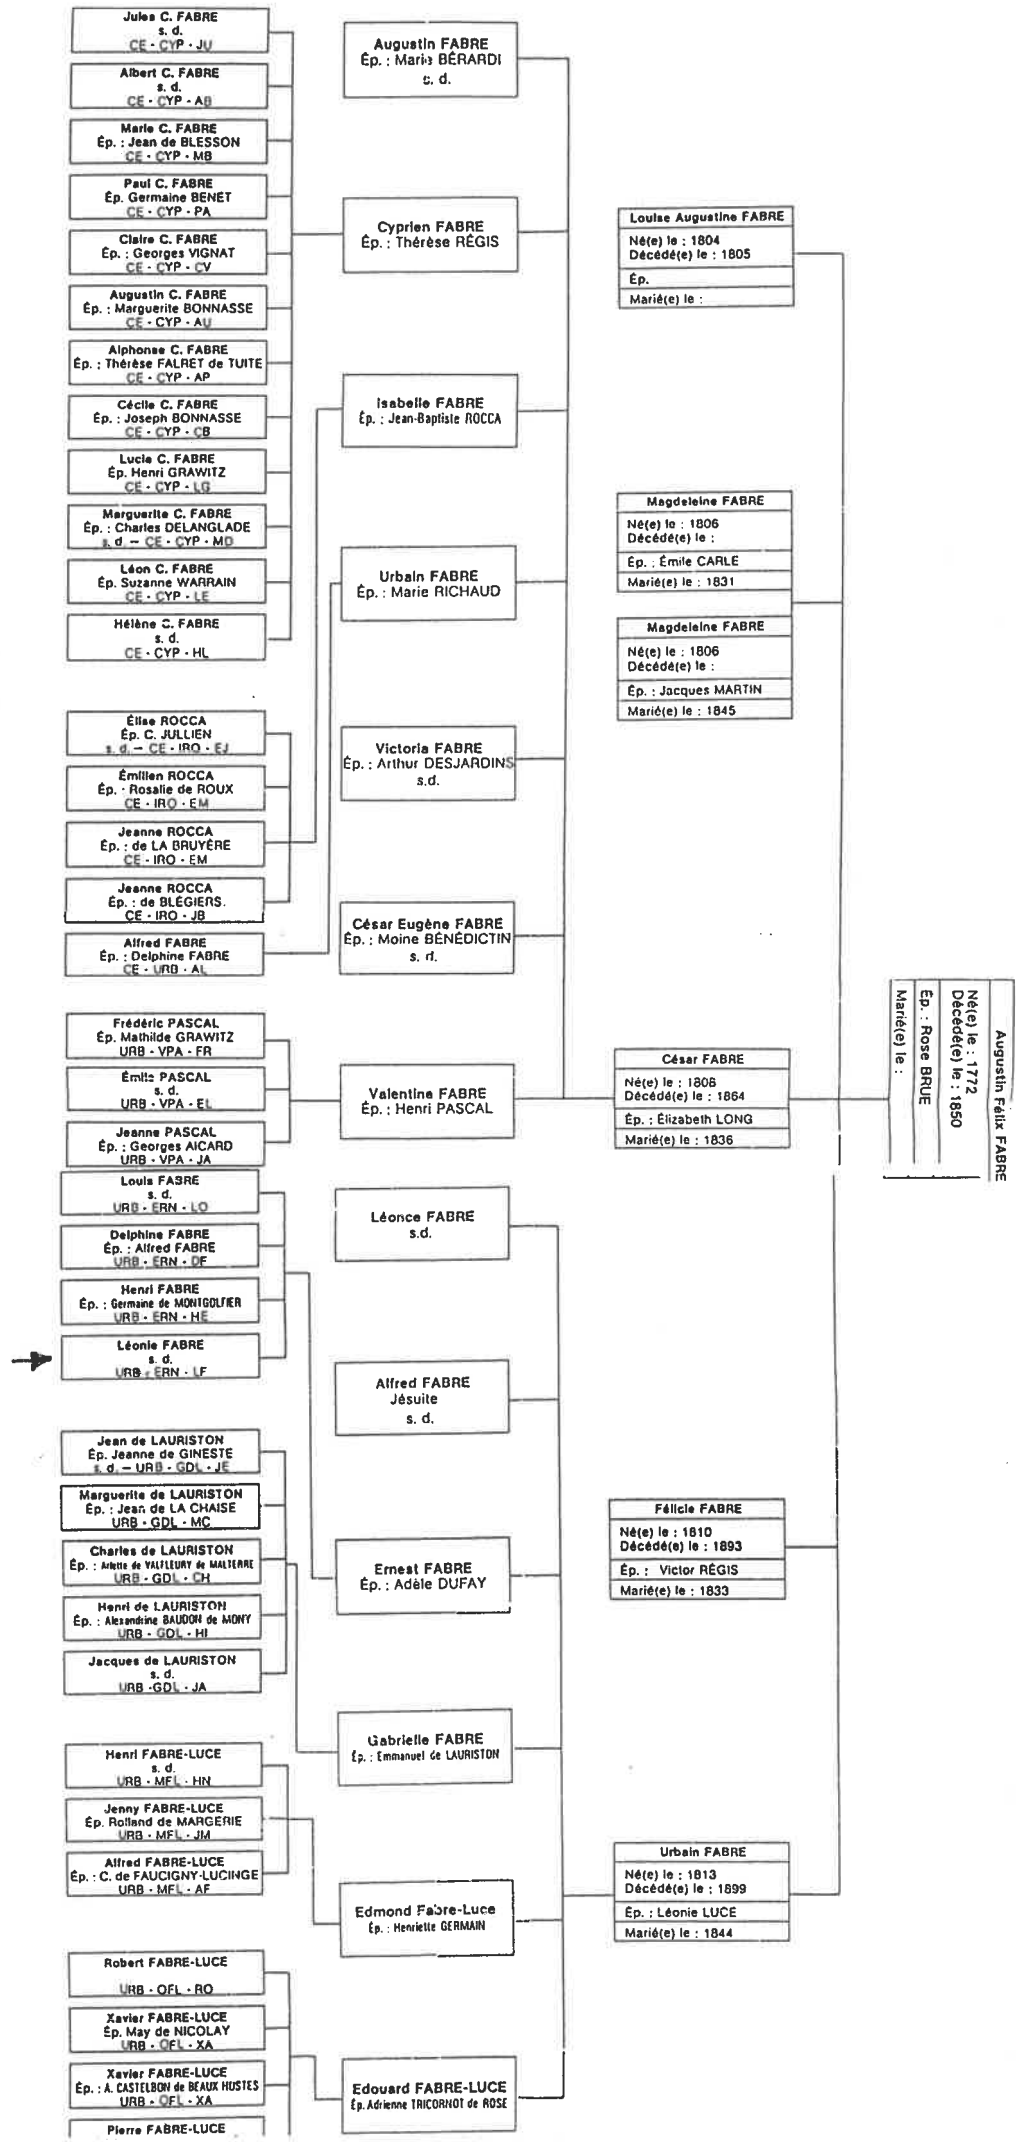 Jules C. FABRE
s. d.
CE - CYP - JU
Albert C. FABRE
s. d.
CE - CYP - AB
Marie C. FABRE
Ép. : Jean de BLESSON
CE - CYP - MB
Paul C. FABRE
Ép. Germaine BENET
CE - CYP - PA
Claire C. FABRE
Ép. : Georges VIGNAT
CE - CYP - CV
Augustin C. FABRE
Ép. : Marguerite BONNASSE
CE - CYP - AU
Alphonse C. FABRE
Ép. : Thérèse FALRET de TUITE
CE - CYP - AP
Cécile C. FABRE
Ép. : Joseph BONNASSE
CE - CYP - CB
Lucie C. FABRE
Ép. Henri GRAWITZ
CE - CYP - LG
Marguerite C. FABRE
Ép. : Charles DELANGLADE
s. d. – CE - CYP - MD
Léon C. FABRE
Ép. Suzanne WARRAIN
CE - CYP - LE
Hélène C. FABRE
s. d.
CE - CYP - HL
Élise ROCCA
Ép. C. JULLIEN
s. d. – CE - IRO - EJ
Émilien ROCCA
Ép. : Rosalie de ROUX
CE - IRO - EM
Jeanne ROCCA
Ép. : de LA BRUYÈRE
CE - IRO - EM
Jeanne ROCCA
Ép. : de BLÉGIERS.
CE - IRO - JB
Alfred FABRE
Ép. : Delphine FABRE
CE - URB - AL
Frédéric PASCAL
Ép. Mathilde GRAWITZ
URB - VPA - FR
Émile PASCAL
s. d.
URB - VPA - EL
Jeanne PASCAL
Ép. : Georges AICARD
URB - VPA - JA
Louis FABRE
s. d.
URB - ERN - LO
Delphine FABRE
Ép. : Alfred FABRE
URB - ERN - DF
Henri FABRE
Ép. : Germaine de MONTGOLFIER
URB - ERN - HE
Léonie FABRE
s. d.
URB - ERN - LF
Jean de LAURISTON
Ép. Jeanne de GINESTE
s. d. – URB - GDL - JE
Marguerite de LAURISTON
Ép. : Jean de LA CHAISE
URB - GDL - MC
Charles de LAURISTON
Ép. : Arlette de VALFLEURY de MALTERRE
URB - GDL - CH
Henri de LAURISTON
Ép. : Alexandrine BAUDON de MONY
URB - GDL - HI
Jacques de LAURISTON
s. d.
URB - GDL - JA
Henri FABRE-LUCE
s. d.
URB - MFL - HN
Jenny FABRE-LUCE
Ép. Rolland de MARGERIE
URB - MFL - JM
Alfred FABRE-LUCE
Ép. : C. de FAUCIGNY-LUCINGE
URB - MFL - AF
Robert FABRE-LUCE
URB - OFL - RO
Xavier FABRE-LUCE
Ép. May de NICOLAY
URB - OFL - XA
Xavier FABRE-LUCE
Ép. : A. CASTELBON de BEAUX HUSTES
URB - OFL - XA
Pierre FABRE-LUCE
Augustin FABRE
Ép. : Marie BÉRARDI
s. d.
Cyprien FABRE
Ép. : Thérèse RÉGIS
Isabelle FABRE
Ép. : Jean-Baptiste ROCCA
Urbain FABRE
Ép. : Marie RICHAUD
Victoria FABRE
Ép. : Arthur DESJARDINS
s.d.
César Eugène FABRE
Ép. : Moine BÉNÉDICTIN
s. d.
Valentine FABRE
Ép. : Henri PASCAL
Léonce FABRE
s.d.
Alfred FABRE
Jésuite
s. d.
Ernest FABRE
Ép. : Adèle DUFAY
Gabrielle FABRE
Ép. : Emmanuel de LAURISTON
Edmond Fabre-Luce
Ép. : Henriette GERMAIN
Edouard FABRE-LUCE
Ép. Adrienne TRICORNOT de ROSE
Louise Augustine FABRE
Né(e) le : 1804
Décédé(e) le : 1805
Ép.
Marié(e) le :
Magdeleine FABRE
Né(e) le : 1806
Décédé(e) le :
Ép. : Émile CARLE
Marié(e) le : 1831
Magdeleine FABRE
Né(e) le : 1806
Décédé(e) le :
Ép. : Jacques MARTIN
Marié(e) le : 1845
César FABRE
Né(e) le : 1808
Décédé(e) le : 1864
Ép. : Élizabeth LONG
Marié(e) le : 1836
Félicie FABRE
Né(e) le : 1810
Décédé(e) le : 1893
Ép. : Victor RÉGIS
Marié(e) le : 1833
Urbain FABRE
Né(e) le : 1813
Décédé(e) le : 1899
Ép. : Léonie LUCE
Marié(e) le : 1844
Augustin Félix FABRE
Né(e) le : 1772
Décédé(e) le : 1850
Ép. : Rose BRUE
Marié(e) le :